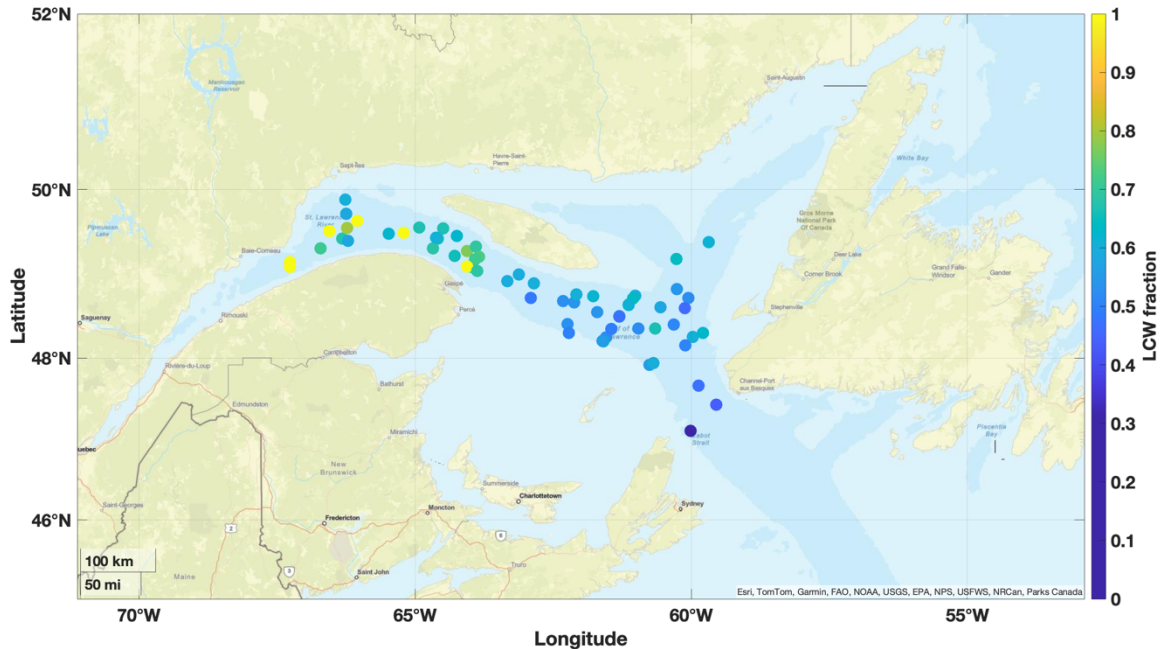 52°N
50°N
48°N
46°N
Latitude
70°W
65°W
60°W
55°W
Longitude
1
0.9
0.8
0.7
0.6
0.5
0.4
0.3
0.2
0.1
0
LCW fraction
Saint-Augustin
Sept-Îles
Havre-Saint-
Pierre
White Bay
St. Lawrence
River
Gros Morne
National Park
Of Canada
Baie-Comeau
Deer Lake
Corner Brook
Grand Falls-
Windsor
Gander
Gaspé
Percé
Stephenville
Saguenay
Rimouski
Rivière-du-Loup
Campbellton
Bathurst
Channel-Port
aux Basques
Edmundston
Miramichi
Placentia
Bay
New
Brunswick
Summerside
Charlottetown
Sydney
Saint-Georges
Fredericton
Moncton
2
6
3
Truro
Saint John
Maine
100 km
50 mi
Esri, TomTom, Garmin, FAO, NOAA, USGS, EPA, NPS, USFWS, NRCan, Parks Canada